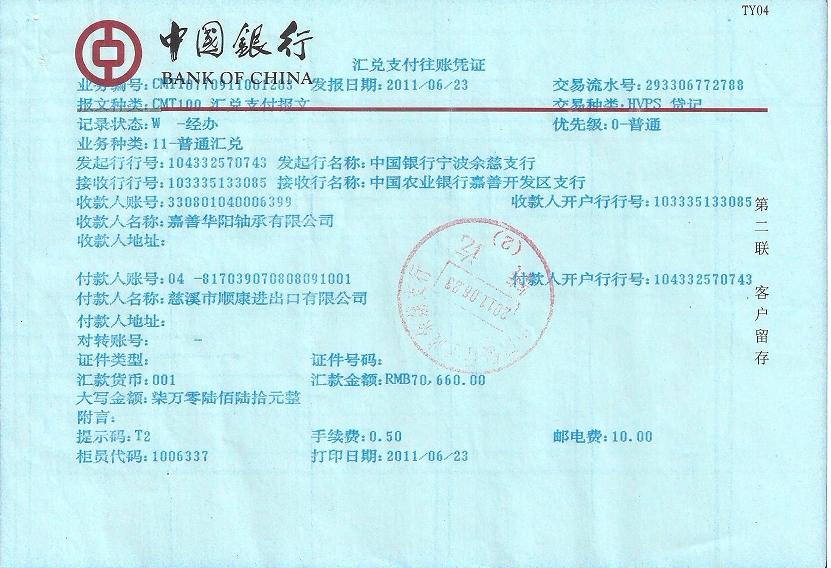 TY04
中國銀行
BANK OF CHINA
汇兑支付往账凭证
业务编号: 发报日期:2011/06/23 交易流水号:293306772788
报文种类:CMT100 汇兑支付报文 交易种类:HVPS 贷记
记录状态:W -经办 优先级:0-普通
业务种类:11-普通汇兑
发起行行号:104332570743 发起行名称:中国银行宁波余慈支行
接收行行号:103335133085 接收行名称:中国农业银行嘉善开发区支行
收款人账号:330801040006399 收款人开户行行号:103335133085
收款人名称:嘉善华阳轴承有限公司
收款人地址:
付款人账号:04 -817039070808091001 付款人开户行行号:104332570743
付款人名称:慈溪市顺康进出口有限公司
付款人地址:
对转账号: -
证件类型: 证件号码:
汇款货币:001 汇款金额:RMB70,660.00
大写金额:柒万零陆佰陆拾元整
附言:
提示码:T2 手续费:0.50 邮电费:10.00
柜员代码:1006337 打印日期:2011/06/23
第二联 客户留存
2011.06.23
(2)